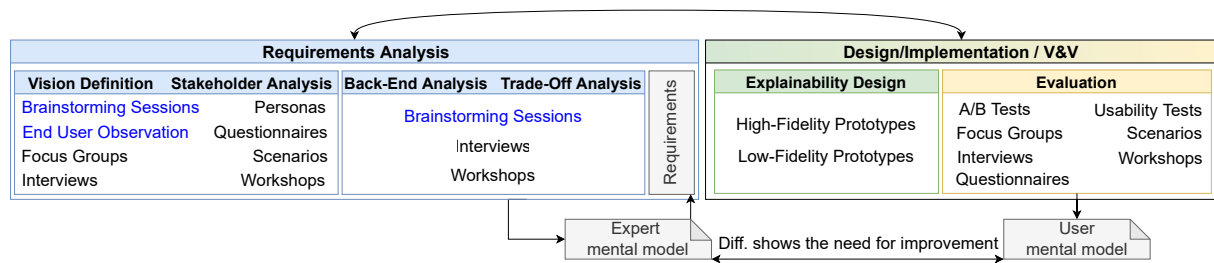 Requirements Analysis
Design/Implementation / V&V
Vision Definition Stakeholder Analysis
Brainstorming Sessions Personas
End User Observation Questionnaires
Focus Groups Scenarios
Interviews Workshops
Back-End Analysis Trade-Off Analysis
Brainstorming Sessions
Interviews
Workshops
Requirements
Explainability Design
High-Fidelity Prototypes
Low-Fidelity Prototypes
Evaluation
A/B Tests Usability Tests
Focus Groups Scenarios
Interviews Workshops
Questionnaires
Expert
mental model
Diff. shows the need for improvement
User
mental model